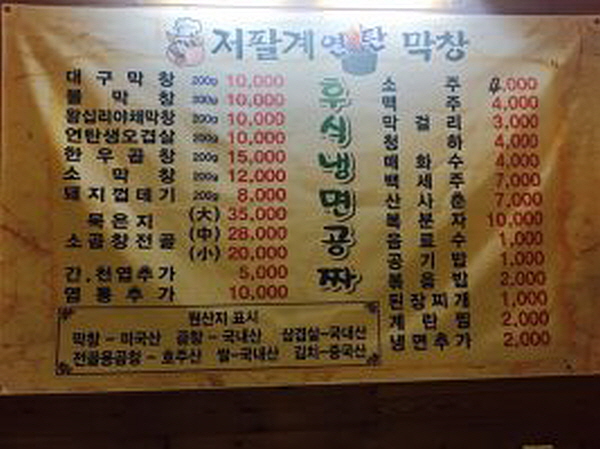 저팔계 연탄 막창
대구막창 200g 10,000
불막창 200g 10,000
왕십리야채막창 200g 10,000
연탄생오겹살 200g 10,000
한우곱창 200g 15,000
소막창 200g 12,000
돼지껍데기 200g 8,000
묵은지 소곱창전골
(大) 35,000
(中) 28,000
(小) 20,000
간,천엽추가 5,000
염통추가 10,000
후식냉면공짜
소주 4,000
맥주 4,000
막걸리 3,000
청하 4,000
매화수 4,000
백세주 7,000
산사춘 7,000
복분자 10,000
음료수 1,000
공기밥 1,000
볶음밥 2,000
된장찌개 1,000
계란찜 2,000
냉면추가 2,000
원산지 표시
막창-미국산 곱창-국내산 삼겹살-국내산
전골용곱창-호주산 쌀-국내산 김치-중국산